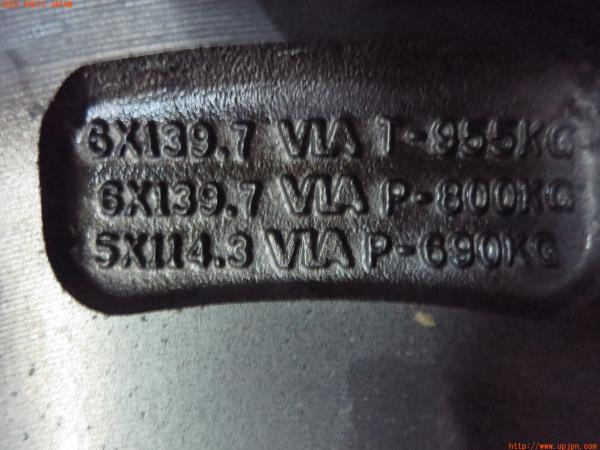 6X139.7 VIA T-955KG
6X139.7 VIA P-800KG
5X114.3 VIA P-690KG
http://www.upjpn.com/